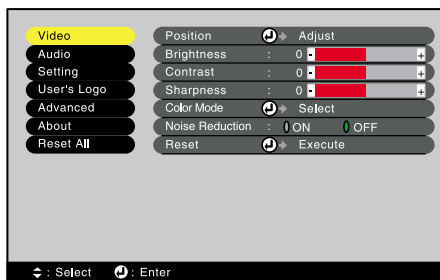 Video
Audio
Setting
User's Logo
Advanced
About
Reset All
Position Adjust
Brightness : 0 - +
Contrast : 0 - +
Sharpness : 0 - +
Color Mode Select
Noise Reduction : ON OFF
Reset Execute
: Select : Enter